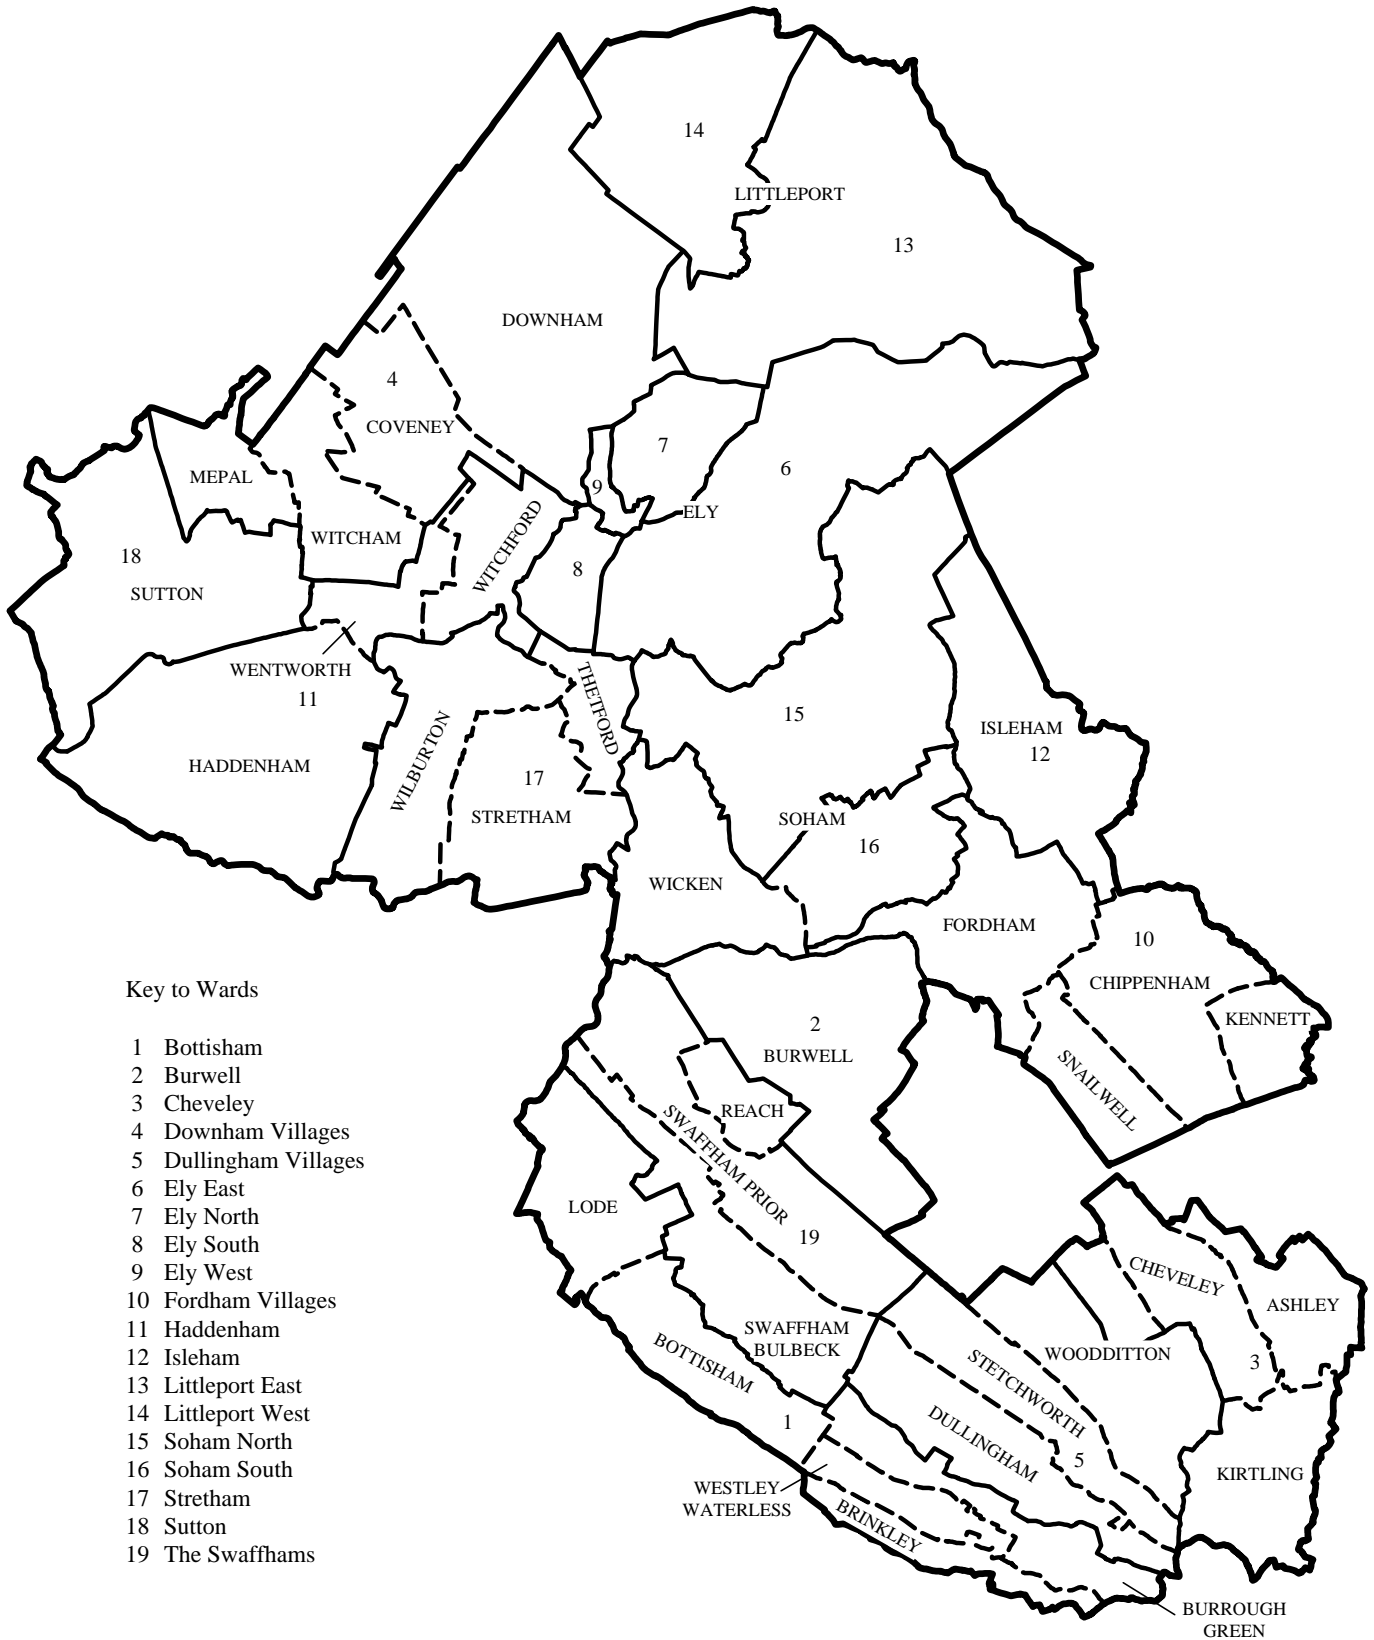 14
LITTLEPORT
13
DOWNHAM
4
COVENEY
7
6
MEPAL
9
ELY
WITCHAM
WITCHFORD
18
8
SUTTON
WENTWORTH
11
THETFORD
15
ISLEHAM
12
WILBURTON
HADDENHAM
17
STRETHAM
SOHAM
16
WICKEN
FORDHAM
10
CHIPPENHAM
KENNETT
SNAILWELL
2
BURWELL
REACH
SWAFFHAM PRIOR
LODE
19
CHEVELEY
ASHLEY
SWAFFHAM
BULBECK
BOTTISHAM
WOODDITTON
STETCHWORTH
3
1
DULLINGHAM
5
KIRTLING
WESTLEY
WATERLESS
BRINKLEY
BURROUGH
GREEN
Key to Wards
1 Bottisham
2 Burwell
3 Cheveley
4 Downham Villages
5 Dullingham Villages
6 Ely East
7 Ely North
8 Ely South
9 Ely West
10 Fordham Villages
11 Haddenham
12 Isleham
13 Littleport East
14 Littleport West
15 Soham North
16 Soham South
17 Stretham
18 Sutton
19 The Swaffhams